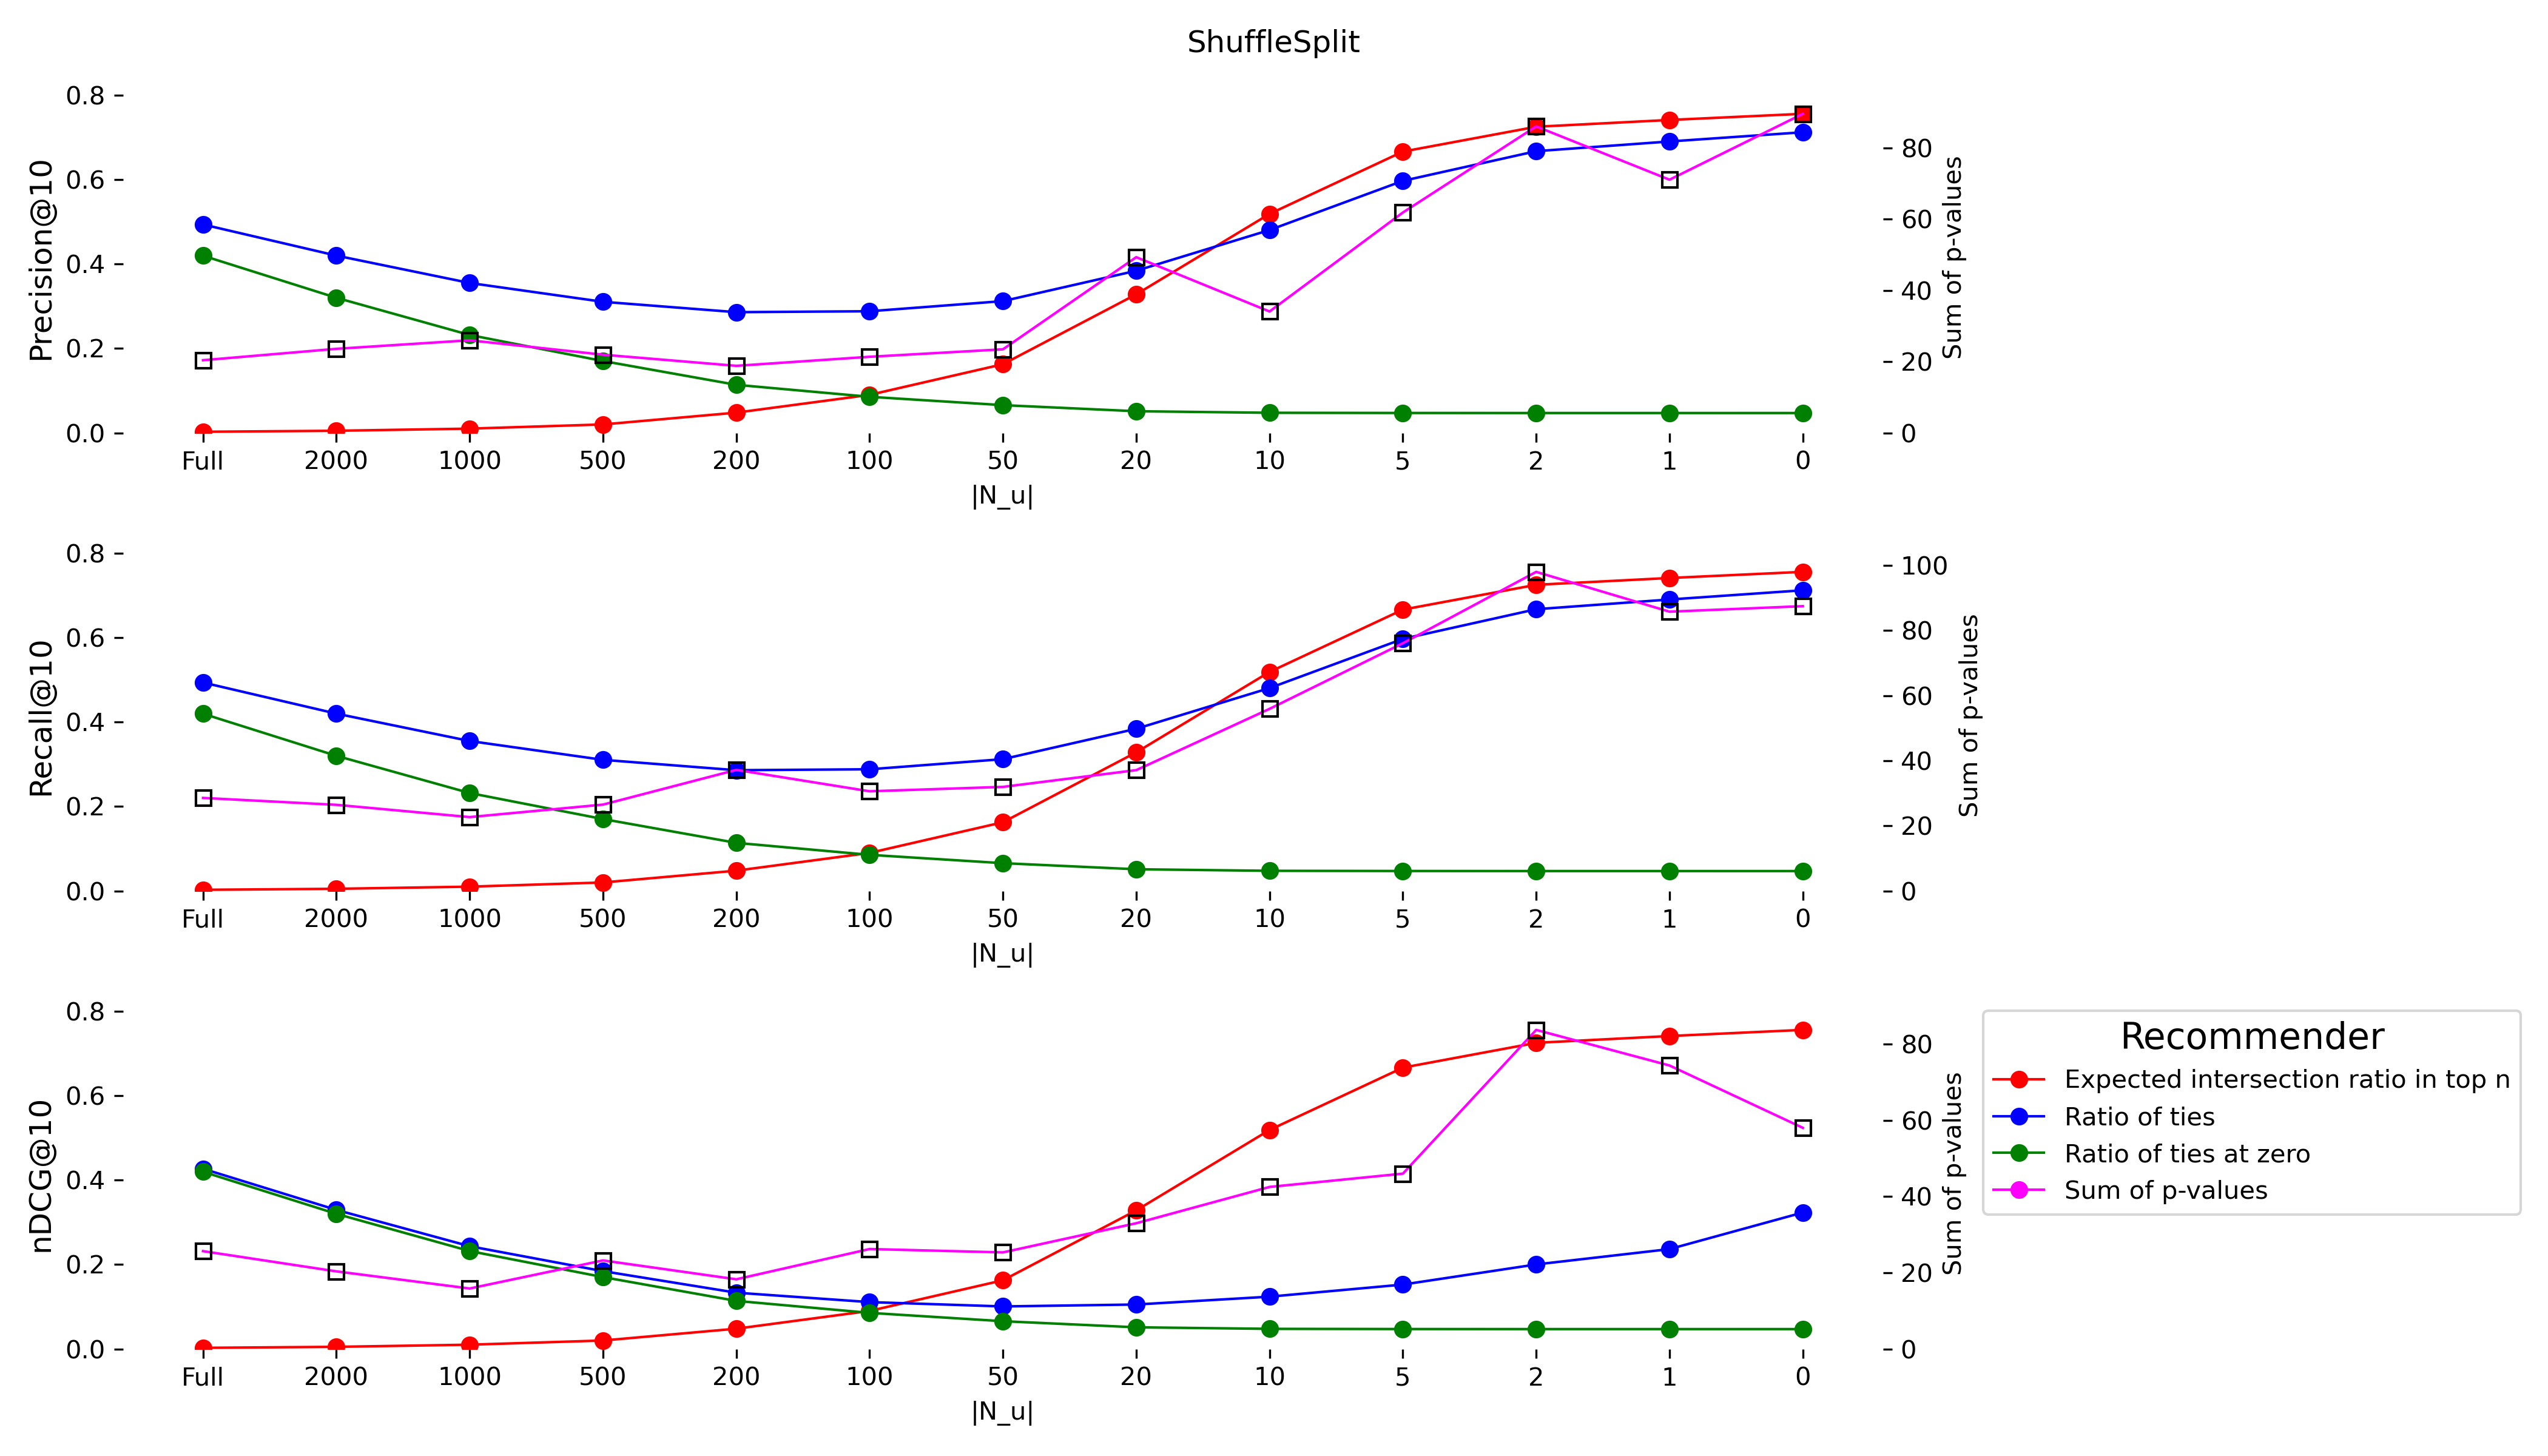 ShuffleSplit
Precision@10
0.8
0.6
0.4
0.2
0.0
Full 2000 1000 500 200 100 50 20 10 5 2 1 0
|N_u|
80
60
40
20
0
Sum of p-values
Recall@10
0.8
0.6
0.4
0.2
0.0
Full 2000 1000 500 200 100 50 20 10 5 2 1 0
|N_u|
100
80
60
40
20
0
Sum of p-values
nDCG@10
0.8
0.6
0.4
0.2
0.0
Full 2000 1000 500 200 100 50 20 10 5 2 1 0
|N_u|
80
60
40
20
0
Sum of p-values
Recommender
Expected intersection ratio in top n
Ratio of ties
Ratio of ties at zero
Sum of p-values